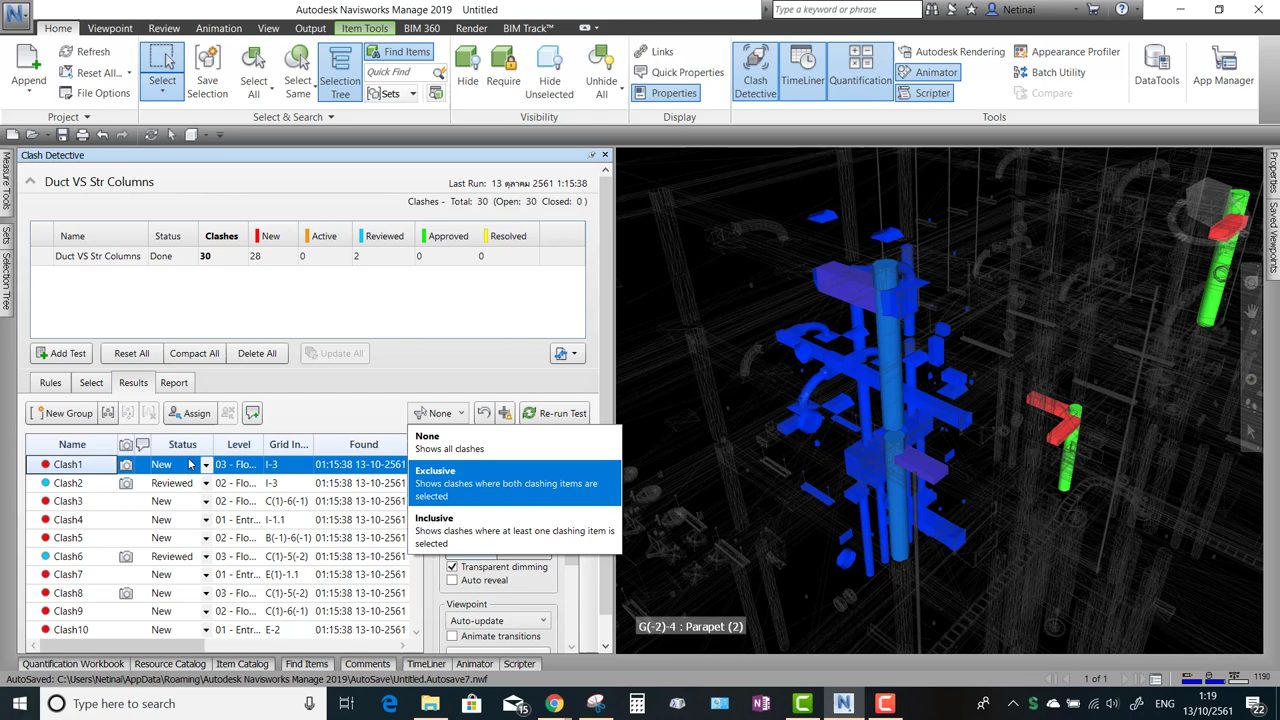 Autodesk Navisworks Manage 2019 Untitled
Type a keyword or phrase
Netinai
Home Viewpoint Review Animation View Output Item Tools BIM 360 Render BIM Track™
Append
Refresh
Reset All...
File Options
Project
Select
Save Selection
Select All
Select Same
Selection Tree
Find Items
Quick Find
Sets
Select & Search
Hide
Require
Hide Unselected
Unhide All
Visibility
Links
Quick Properties
Properties
Display
Clash Detective
TimeLiner
Quantification
Autodesk Rendering
Animator
Scripter
Appearance Profiler
Batch Utility
Compare
Tools
DataTools
App Manager
Measure Tools
Sets
Selection Tree
Properties
Saved Viewpoints
Clash Detective
Duct VS Str Columns
Last Run: 13 ตุลาคม 2561 1:15:38
Clashes - Total: 30 (Open: 30 Closed: 0 )
Name Status Clashes New Active Reviewed Approved Resolved
Duct VS Str Columns Done 30 28 0 2 0 0
Add Test Reset All Compact All Delete All Update All
Rules Select Results Report
New Group Assign None Re-run Test
Name Status Level Grid In... Found
Clash1 New 03 - Flo... I-3 01:15:38 13-10-2561
Clash2 Reviewed 02 - Flo... I-3 01:15:38 13-10-2561
Clash3 New 02 - Flo... C(1)-6(-1) 01:15:38 13-10-2561
Clash4 New 01 - Entr... I-1.1 01:15:38 13-10-2561
Clash5 New 02 - Flo... B(-1)-6(-1) 01:15:38 13-10-2561
Clash6 Reviewed 03 - Flo... C(1)-5(-2) 01:15:38 13-10-2561
Clash7 New 01 - Entr... E(1)-1.1 01:15:38 13-10-2561
Clash8 New 03 - Flo... C(1)-5(-2) 01:15:38 13-10-2561
Clash9 New 02 - Flo... C(1)-6(-1) 01:15:38 13-10-2561
Clash10 New 01 - Entr... E-2 01:15:38 13-10-2561
None
Shows all clashes
Exclusive
Shows clashes where both clashing items are
selected
Inclusive
Shows clashes where at least one clashing item is
selected
Transparent dimming
Auto reveal
Viewpoint
Auto-update
Animate transitions
G(-2)-4 : Parapet (2)
Quantification Workbook Resource Catalog Item Catalog Find Items Comments TimeLiner Animator Scripter
AutoSaved: C:\Users\Netinai\AppData\Roaming\Autodesk Navisworks Manage 2019\AutoSave\Untitled.Autosave7.nwf
1 of 1
1190
Type here to search
15
ENG
1:19
13/10/2561
22